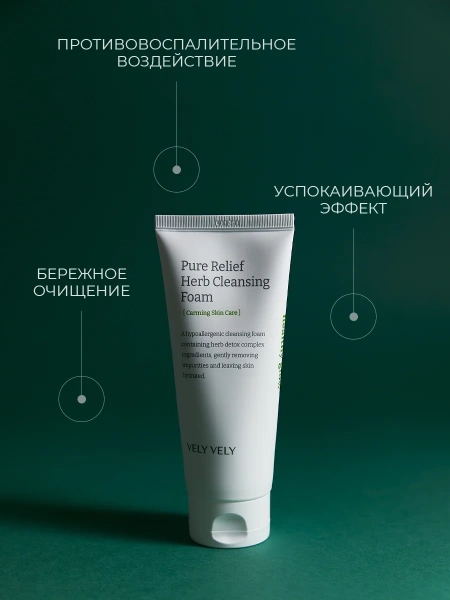 ПРОТИВОВОСПАЛИТЕЛЬНОЕ
ВОЗДЕЙСТВИЕ
УСПОКАИВАЮЩИЙ
ЭФФЕКТ
БЕРЕЖНОЕ
ОЧИЩЕНИЕ
Pure Relief
Herb Cleansing
Foam
[ Carming Skin Care ]
A hypoallergenic cleansing foam
containing herb detox complex
ingredients, gently removing
impurities and leaving skin
hydrated.
VELY VELY